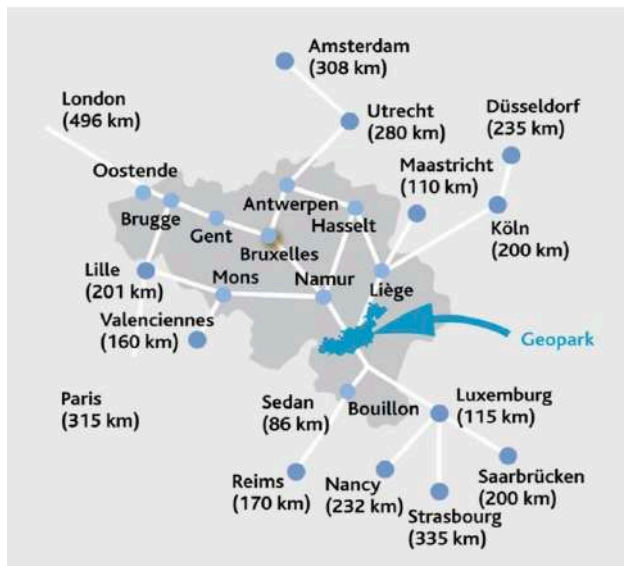 Amsterdam
(308 km)
London
(496 km)
Utrecht
(280 km)
Düsseldorf
(235 km)
Maastricht
(110 km)
Oostende
Antwerpen
Brugge
Hasselt
Gent
Köln
(200 km)
Bruxelles
Lille
(201 km)
Mons
Namur
Liège
Valenciennes
(160 km)
Geopark
Paris
(315 km)
Sedan
(86 km)
Bouillon
Luxemburg
(115 km)
Reims
(170 km)
Nancy
(232 km)
Saarbrücken
(200 km)
Strasbourg
(335 km)